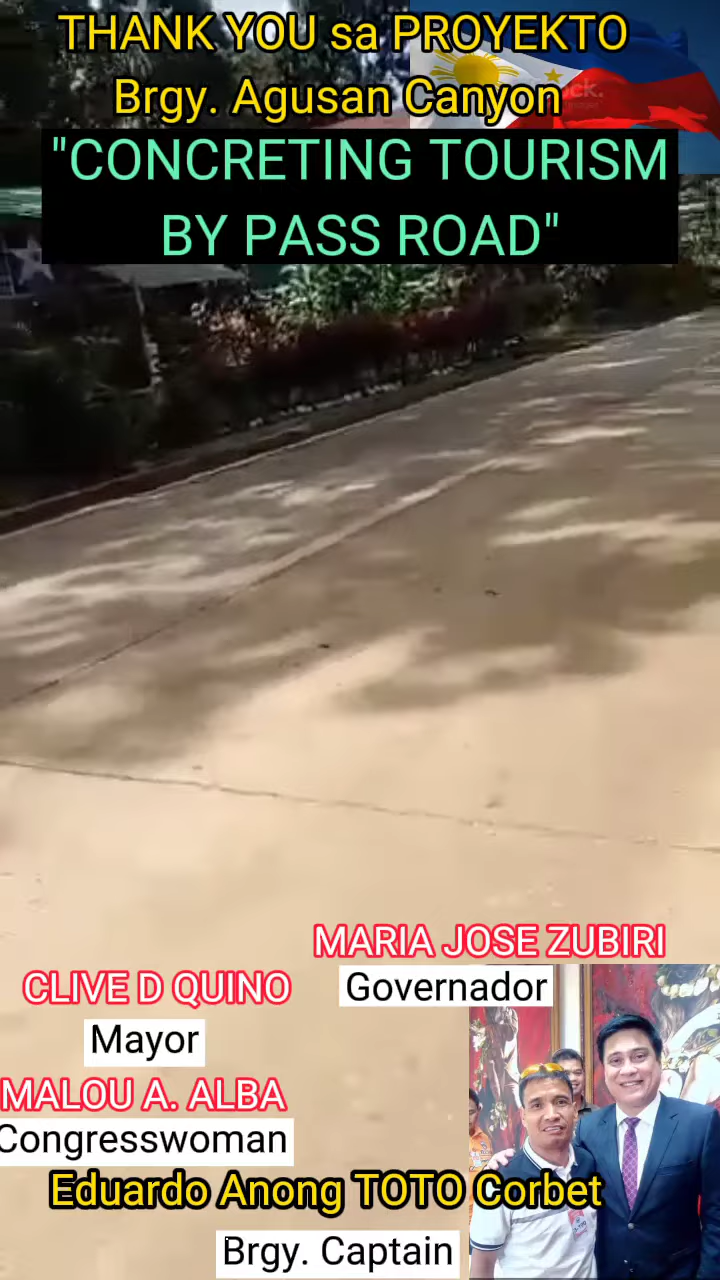 THANK YOU sa PROYEKTO
Brgy. Agusan Canyon
"CONCRETING TOURISM
BY PASS ROAD"
MARIA JOSE ZUBIRI
Governador
CLIVE D QUINO
Mayor
MALOU A. ALBA
Congresswoman
Eduardo Anong TOTO Corbet
Brgy. Captain